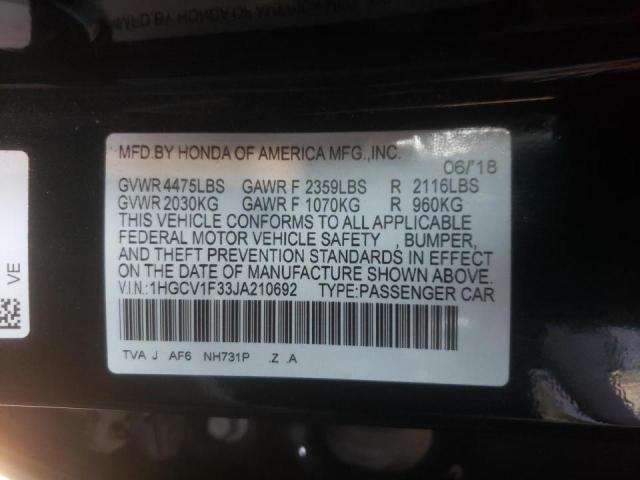 MFD.BY HONDA OF AMERICA MFG.,INC.
06/'18
GVWR 4475LBS GAWR F 2359LBS R 2116LBS
GVWR 2030KG GAWR F 1070KG R 960KG
THIS VEHICLE CONFORMS TO ALL APPLICABLE
FEDERAL MOTOR VEHICLE SAFETY , BUMPER,
AND THEFT PREVENTION STANDARDS IN EFFECT
ON THE DATE OF MANUFACTURE SHOWN ABOVE.
V.I.N.:1HGCV1F33JA210692 TYPE:PASSENGER CAR
TVA J AF6 NH731P .Z .A
VE